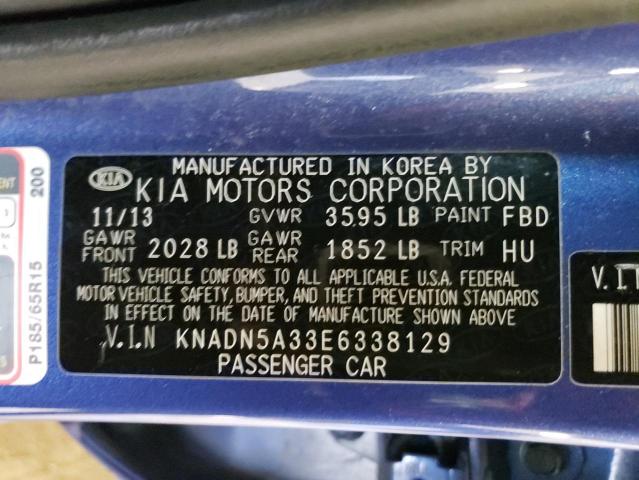 MANUFACTURED IN KOREA BY
KIA KIA MOTORS CORPORATION
11/13 GVWR 3595 LB PAINT FBD
GAWR FRONT 2028 LB GAWR REAR 1852 LB TRIM HU
THIS VEHICLE CONFORMS TO ALL APPLICABLE U.S.A. FEDERAL
MOTOR VEHICLE SAFETY, BUMPER, AND THEFT PREVENTION STANDARDS
IN EFFECT ON THE DATE OF MANUFACTURE SHOWN ABOVE
V.I.N KNADN5A33E6338129
PASSENGER CAR
200
P185/65R15